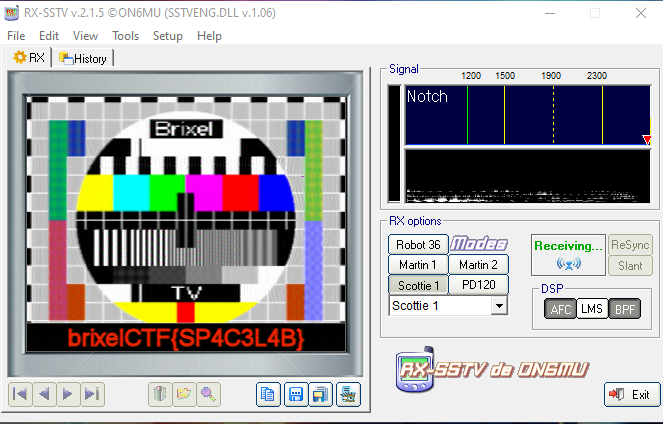 RX-SSTV v.2.1.5 ©ON6MU (SSTVENG.DLL v.1.06)
File Edit View Tools Setup Help
RX History
Signal
1200 1500 1900 2300
Notch
Brixel
TV
brixelCTF{SP4C3L4B}
RX options
Robot 36 Modes
Martin 1 Martin 2
Scottie 1 PD120
Scottie 1
Receiving... ReSync
Slant
DSP
AFC LMS BPF
RX-SSTV de ON6MU
Exit